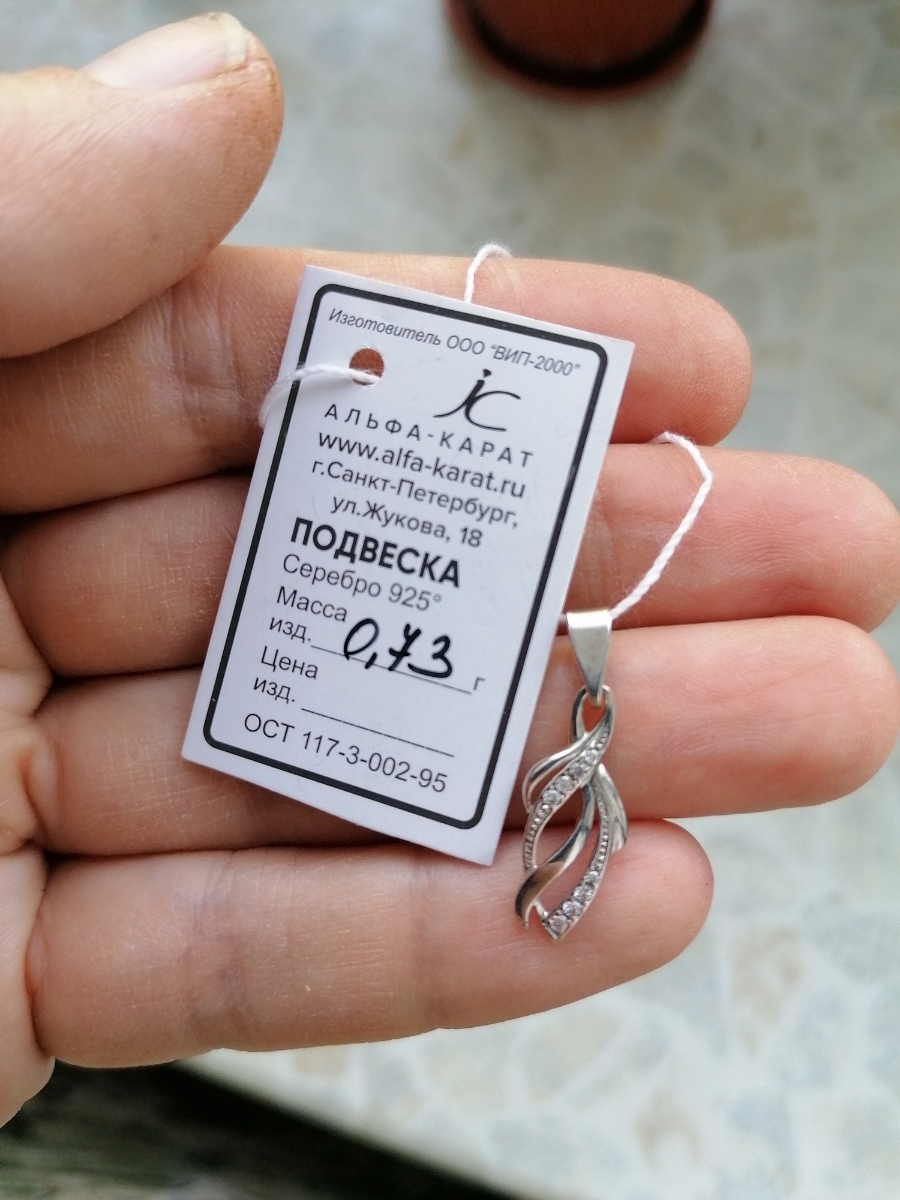 Изготовитель ООО "ВИП-2000"
jc
АЛЬФА-КАРАТ
www.alfa-karat.ru
г.Санкт-Петербург,
ул.Жукова, 18
ПОДВЕСКА
Серебро 925°
Масса
изд. 0,73 г
Цена
изд.
ОСТ 117-3-002-95